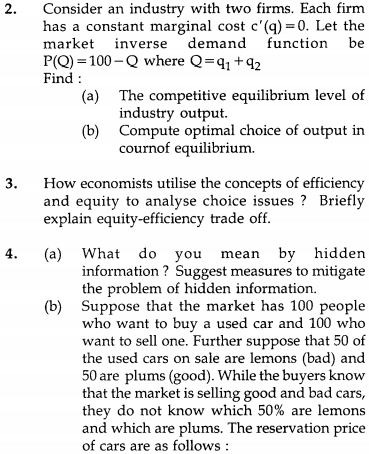 2. Consider an industry with two firms. Each firm
has a constant marginal cost c'(q) = 0. Let the
market inverse demand function be
P(Q) = 100 – Q where Q = q₁ + q₂
Find :
(a) The competitive equilibrium level of
industry output.
(b) Compute optimal choice of output in
cournof equilibrium.
3. How economists utilise the concepts of efficiency
and equity to analyse choice issues ? Briefly
explain equity-efficiency trade off.
4. (a) What do you mean by hidden
information ? Suggest measures to mitigate
the problem of hidden information.
(b) Suppose that the market has 100 people
who want to buy a used car and 100 who
want to sell one. Further suppose that 50 of
the used cars on sale are lemons (bad) and
50 are plums (good). While the buyers know
that the market is selling good and bad cars,
they do not know which 50% are lemons
and which are plums. The reservation price
of cars are as follows :